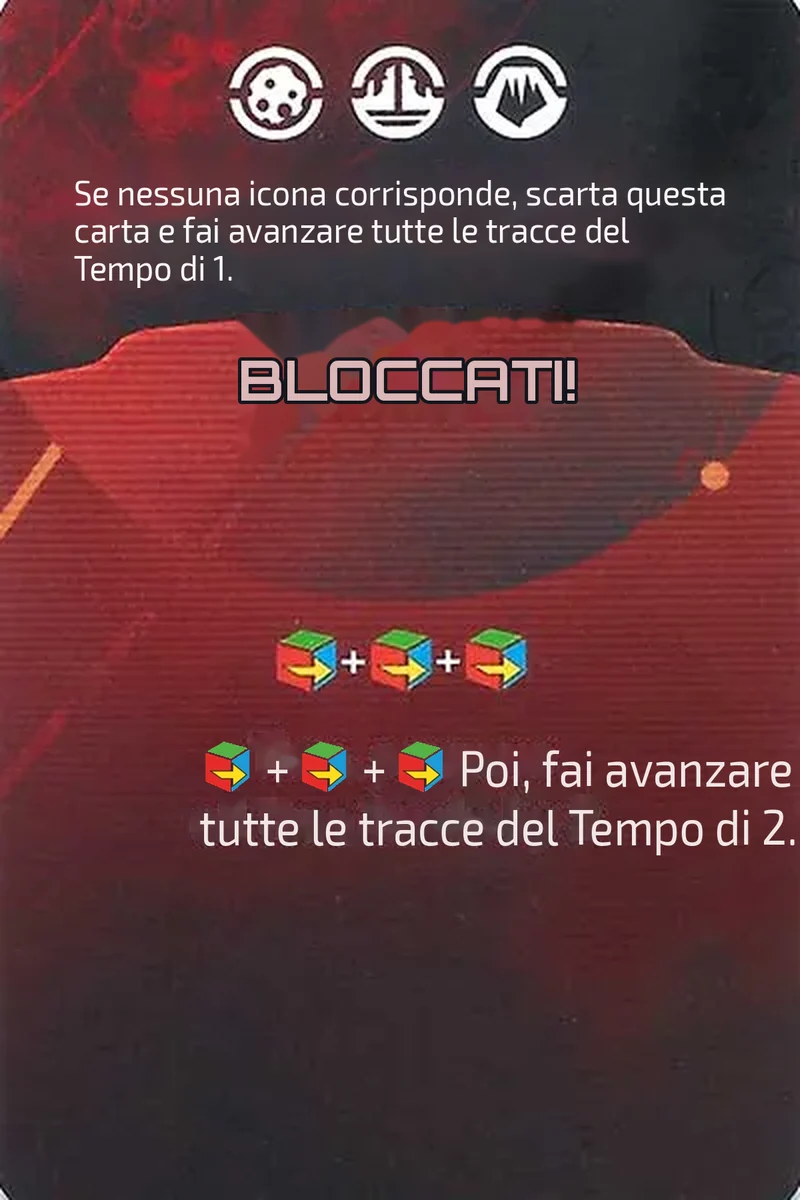 Se nessuna icona corrisponde, scarta questa
carta e fai avanzare tutte le tracce del
Tempo di 1.
BLOCCATI!
+ +
+ + Poi, fai avanzare
tutte le tracce del Tempo di 2.